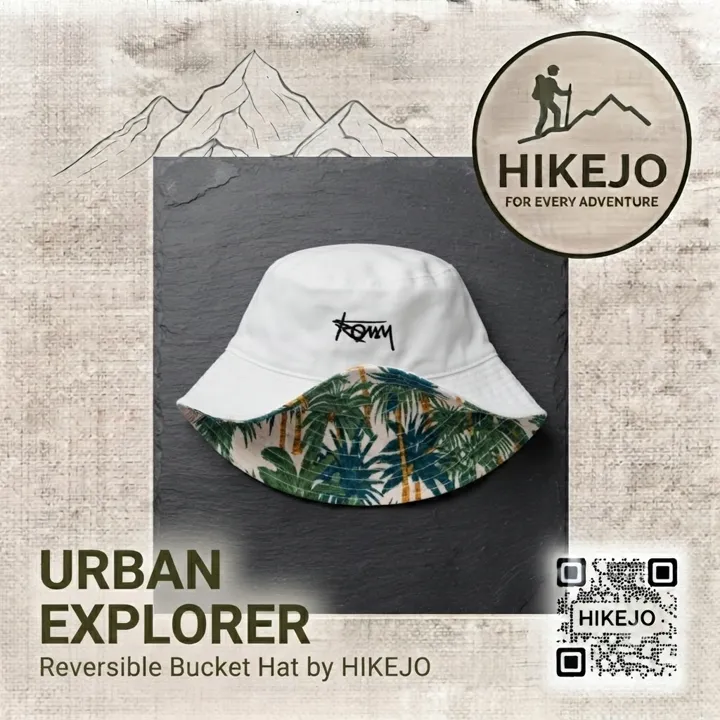 HIKEJO
FOR EVERY ADVENTURE
URBAN
EXPLORER
Reversible Bucket Hat by HIKEJO
HIKEJO